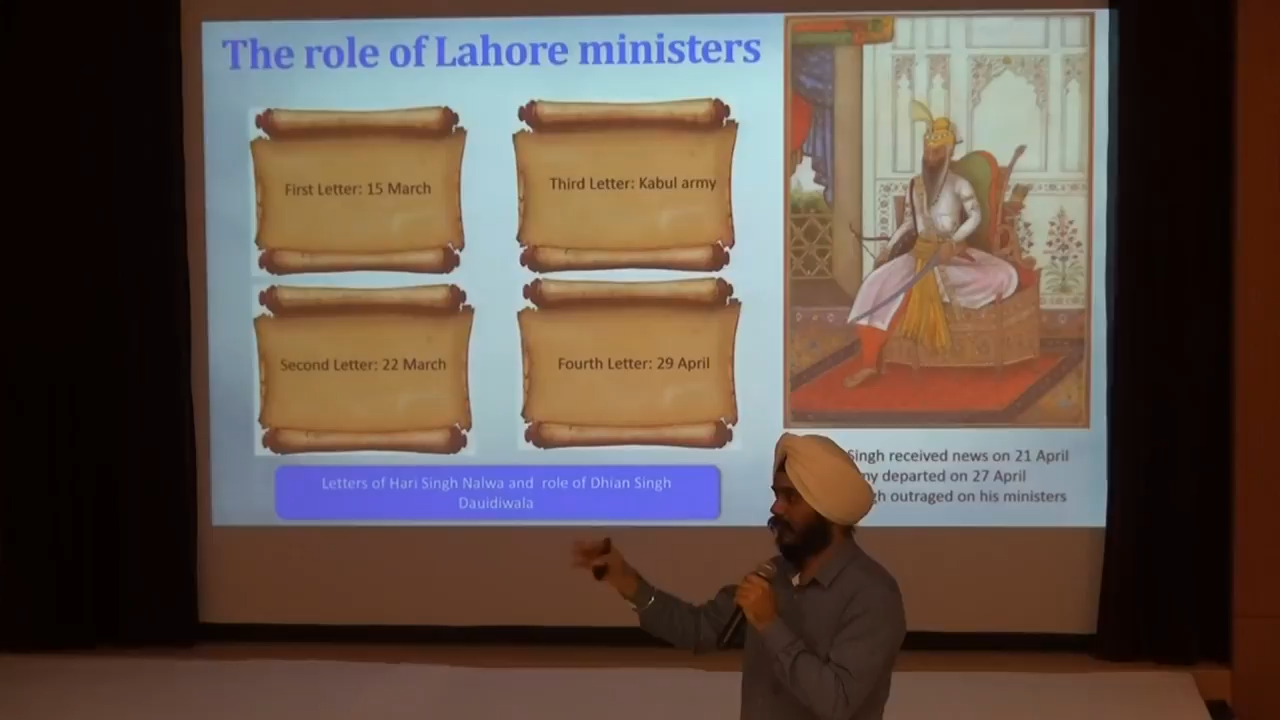 The role of Lahore ministers
First Letter: 15 March
Third Letter: Kabul army
Second Letter: 22 March
Fourth Letter: 29 April
Letters of Hari Singh Nalwa and role of Dhian Singh
Dauidiwala
Singh received news on 21 April
departed on 27 April
outraged on his ministers